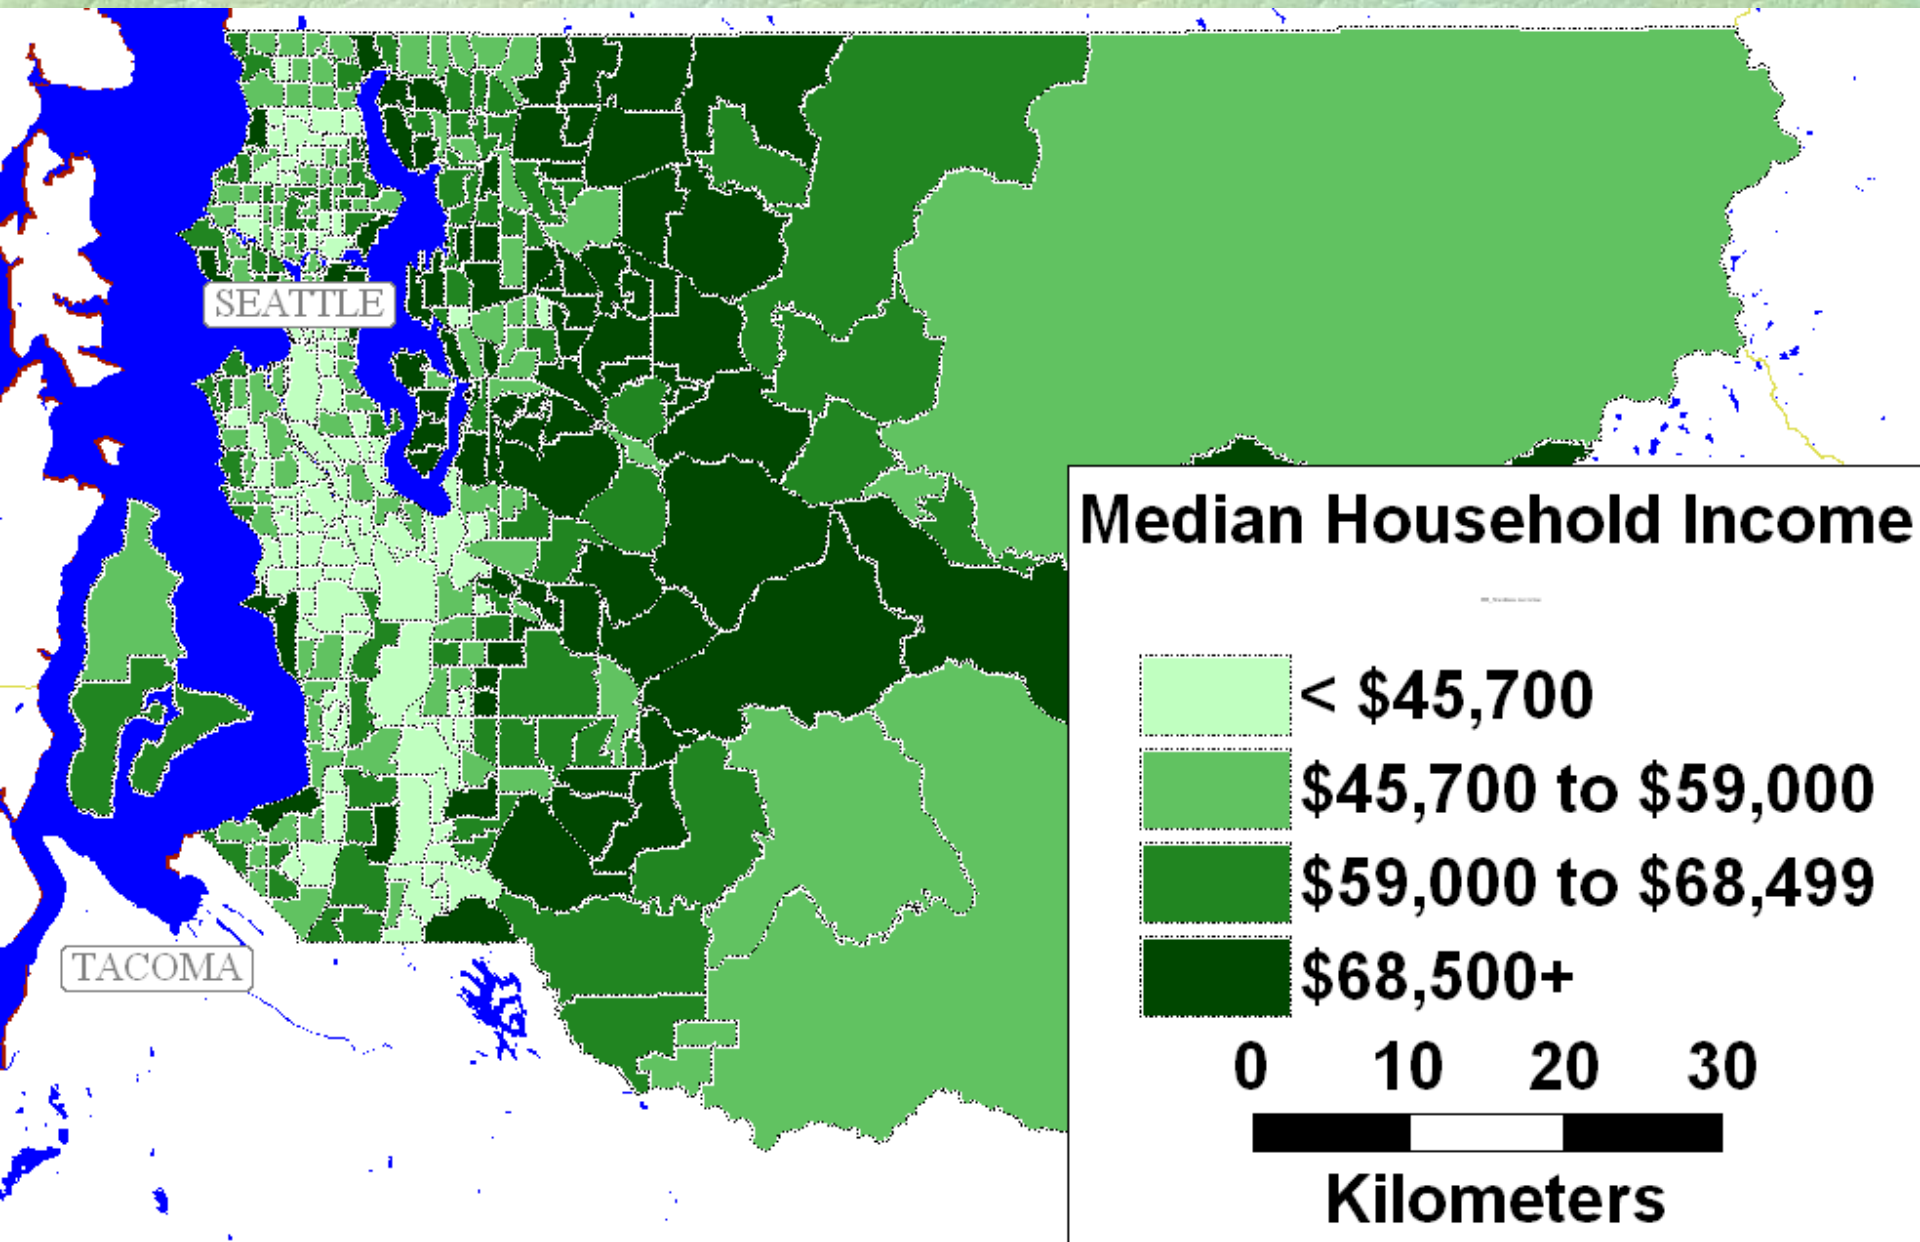 SEATTLE
TACOMA
Median Household Income
< $45,700
$45,700 to $59,000
$59,000 to $68,499
$68,500+
0 10 20 30
Kilometers